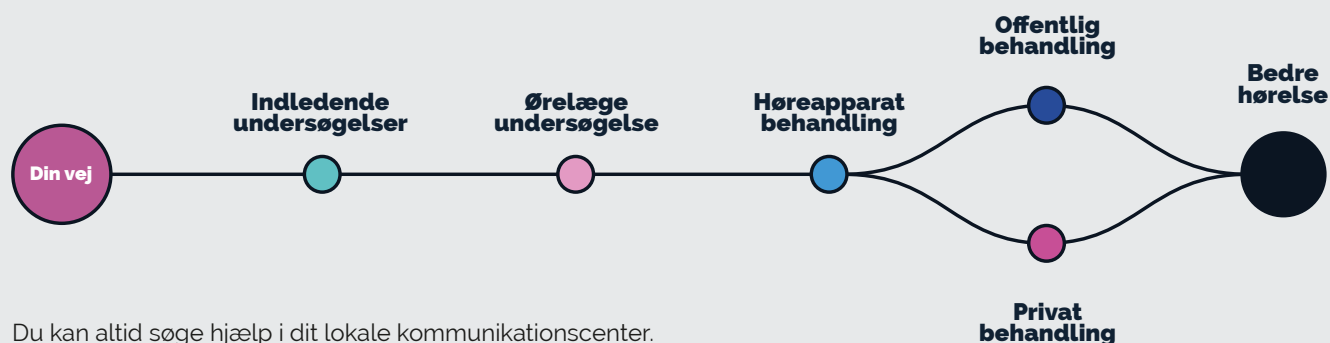 Din vej
Indledende
undersøgelser
Ørelæge
undersøgelse
Høreapparat
behandling
Offentlig
behandling
Privat
behandling
Bedre
hørelse
Du kan altid søge hjælp i dit lokale kommunikationscenter.